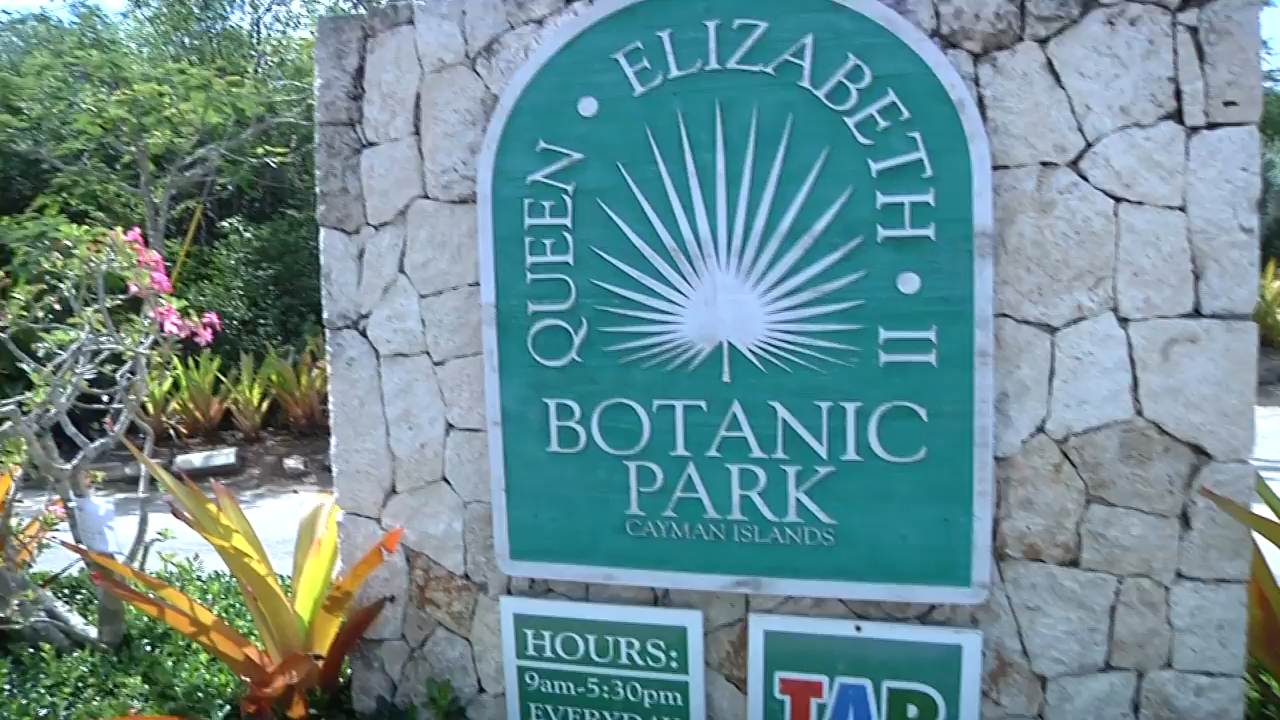 QUEEN • ELIZABETH • II
BOTANIC
PARK
CAYMAN ISLANDS
HOURS:
9am-5:30pm
EVERYDAY